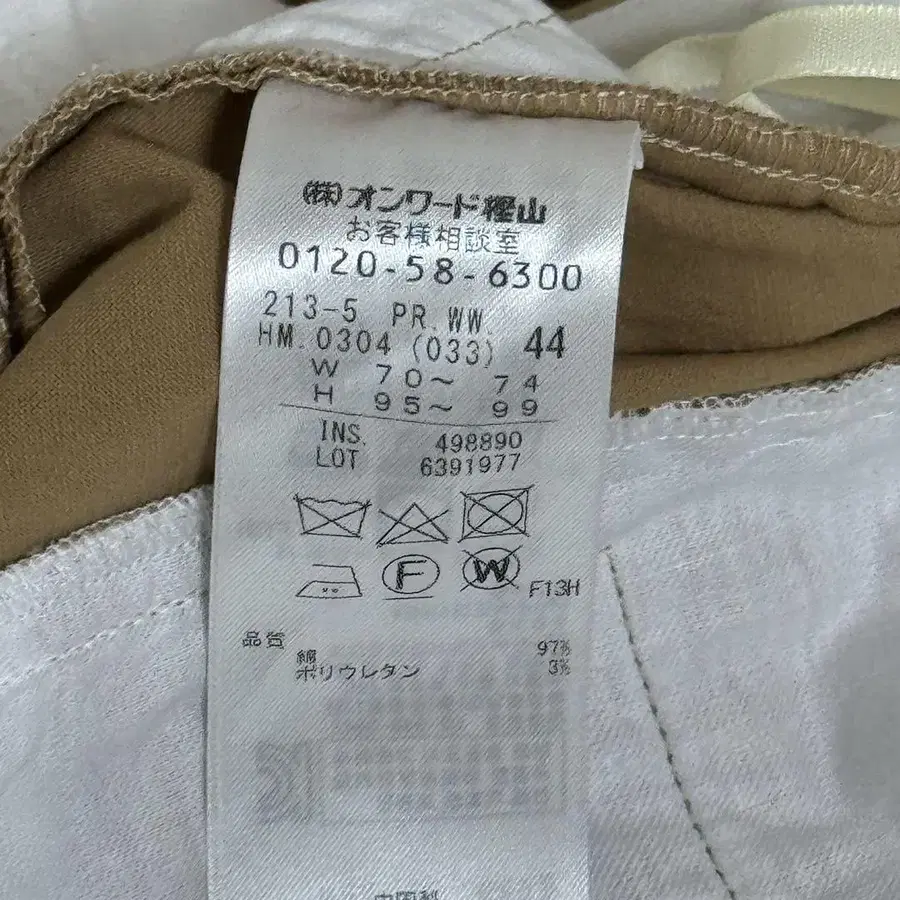 (株)オンワード樫山
お客様相談室
0120-58-6300
213-5 PR.WW.
HM.0304 (033) 44
W 70～ 74
H 95～ 99
INS. 498890
LOT 6391977
F W F13H
品質
綿 97%
ポリウレタン 3%